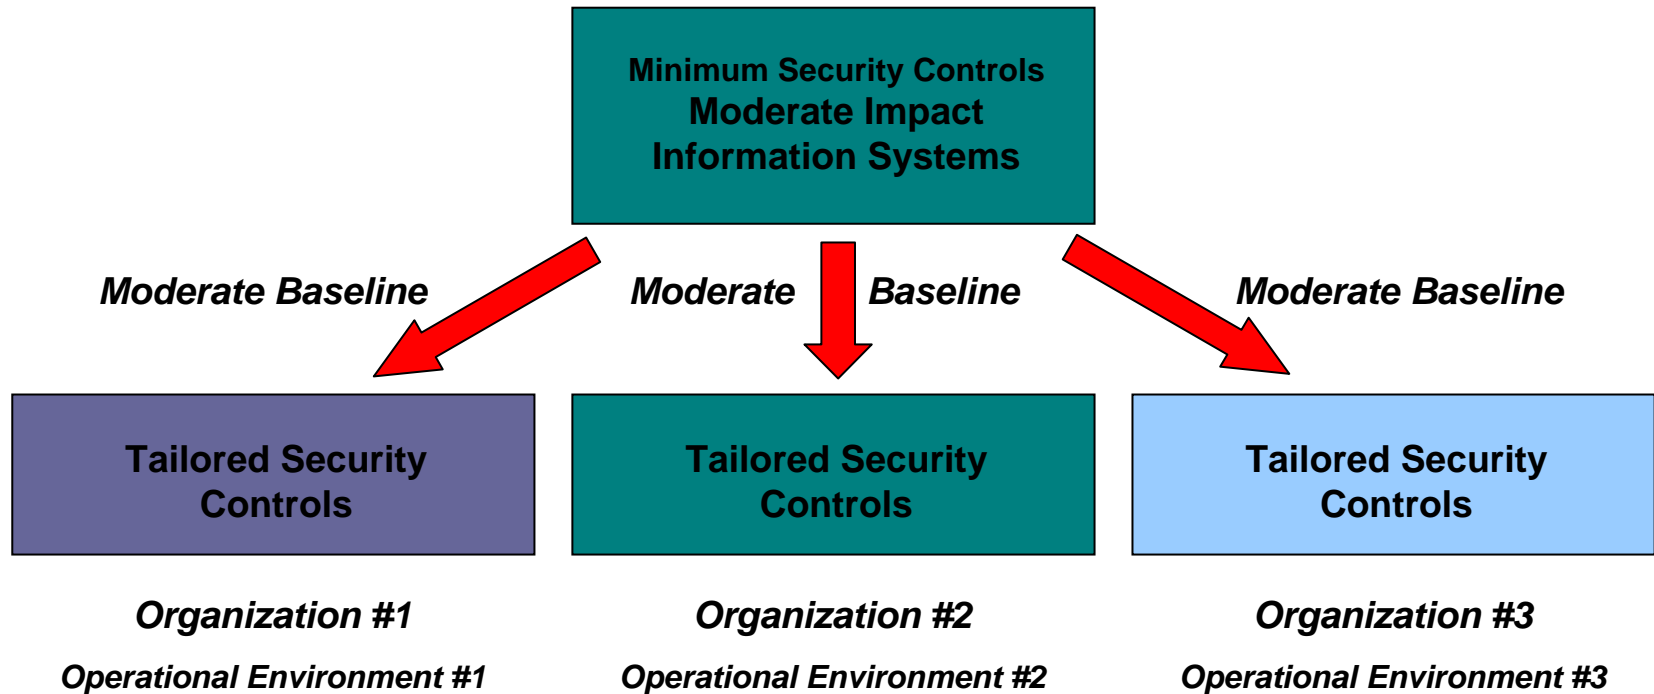 Minimum Security Controls
Moderate Impact
Information Systems
Moderate Baseline
Moderate Baseline
Moderate Baseline
Tailored Security
Controls
Tailored Security
Controls
Tailored Security
Controls
Organization #1
Operational Environment #1
Organization #2
Operational Environment #2
Organization #3
Operational Environment #3